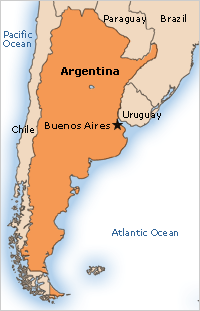 Paraguay
Brazil
Pacific
Ocean
Argentina
Uruguay
Buenos Aires
Chile
Atlantic Ocean